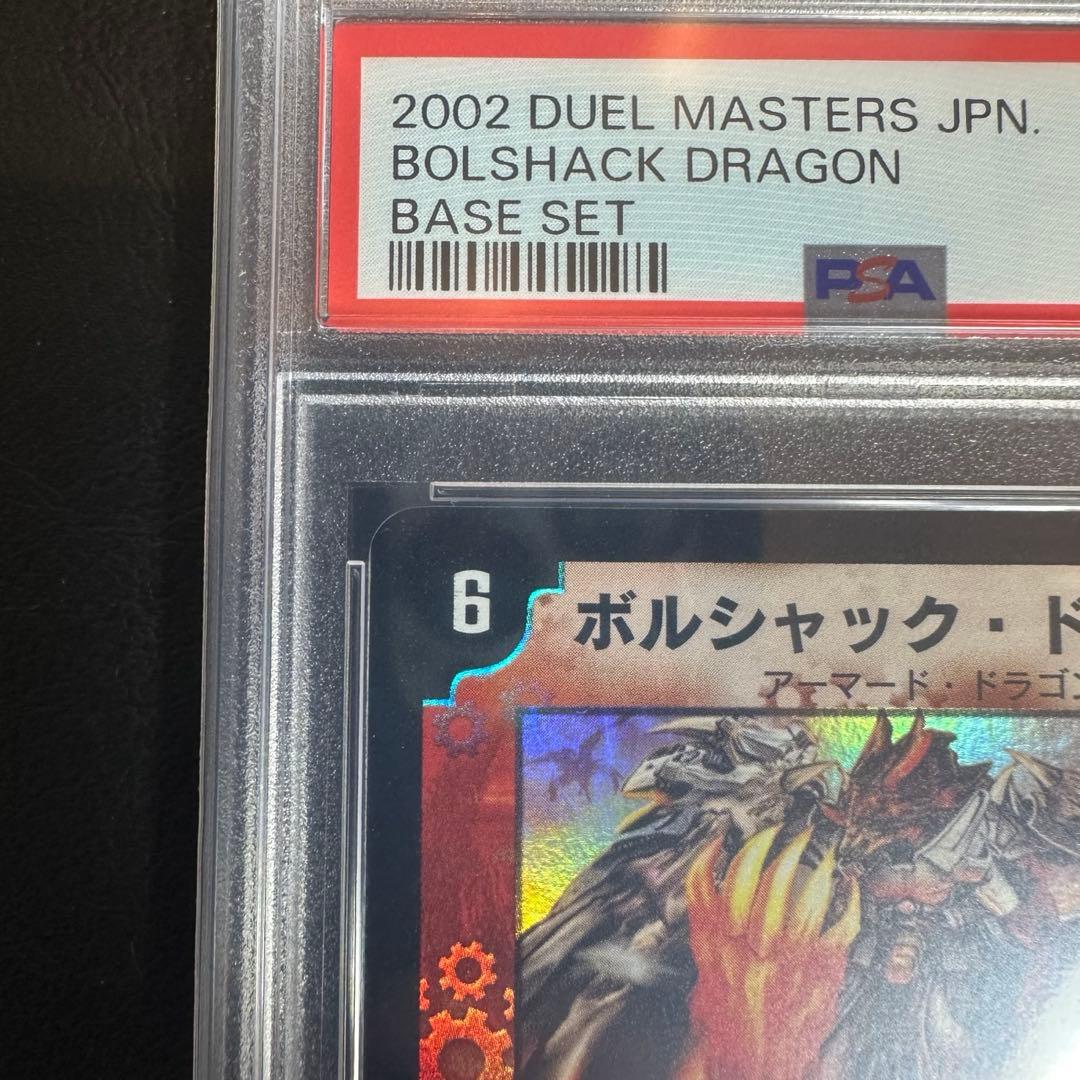 2002 DUEL MASTERS JPN.
BOLSHACK DRAGON
BASE SET
PSA
6
ボルシャック・ド
アーマード・ドラゴン